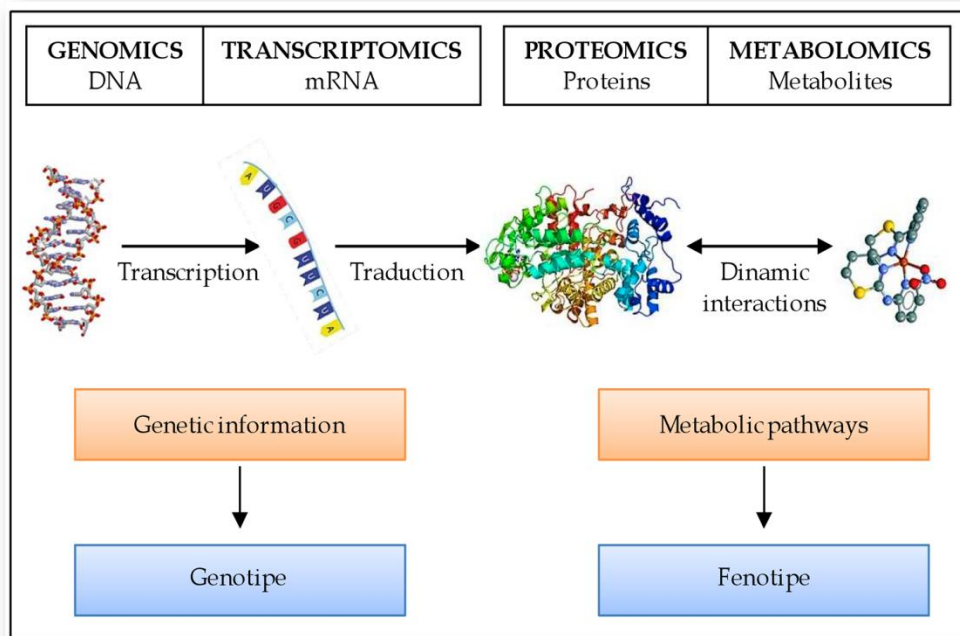 GENOMICS
DNA
TRANSCRIPTOMICS
mRNA
PROTEOMICS
Proteins
METABOLOMICS
Metabolites
A
U
G
C
G
U
U
C
U
A
Transcription
Traduction
Dinamic
interactions
Genetic information
Metabolic pathways
Genotipe
Fenotipe